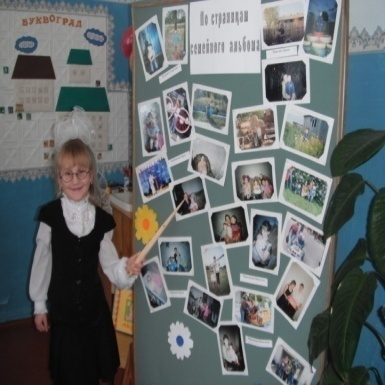 БУКВОГРАД
По страницам
семейного альбома